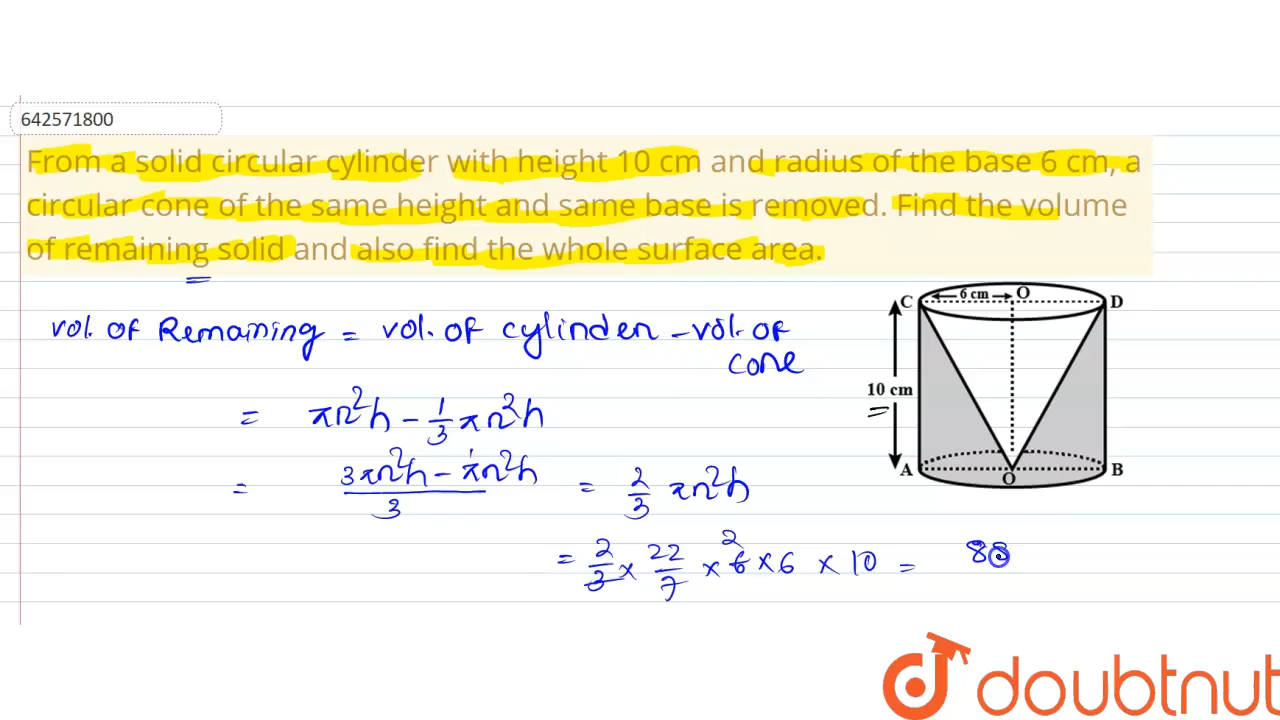 642571800
From a solid circular cylinder with height 10 cm and radius of the base 6 cm, a
circular cone of the same height and same base is removed. Find the volume
of remaining solid and also find the whole surface area.
vol. of Remaining = vol. of cylinder - vol. of
cone
= πr²h - 1/3 πr²h
= (3πr²h - 1πr²h)/3 = 2/3 πr²h
= 2/3 × 22/7 × 6 2 × 6 × 10 = 88
6 cm
C O D
10 cm
=
A O B
doubtnut